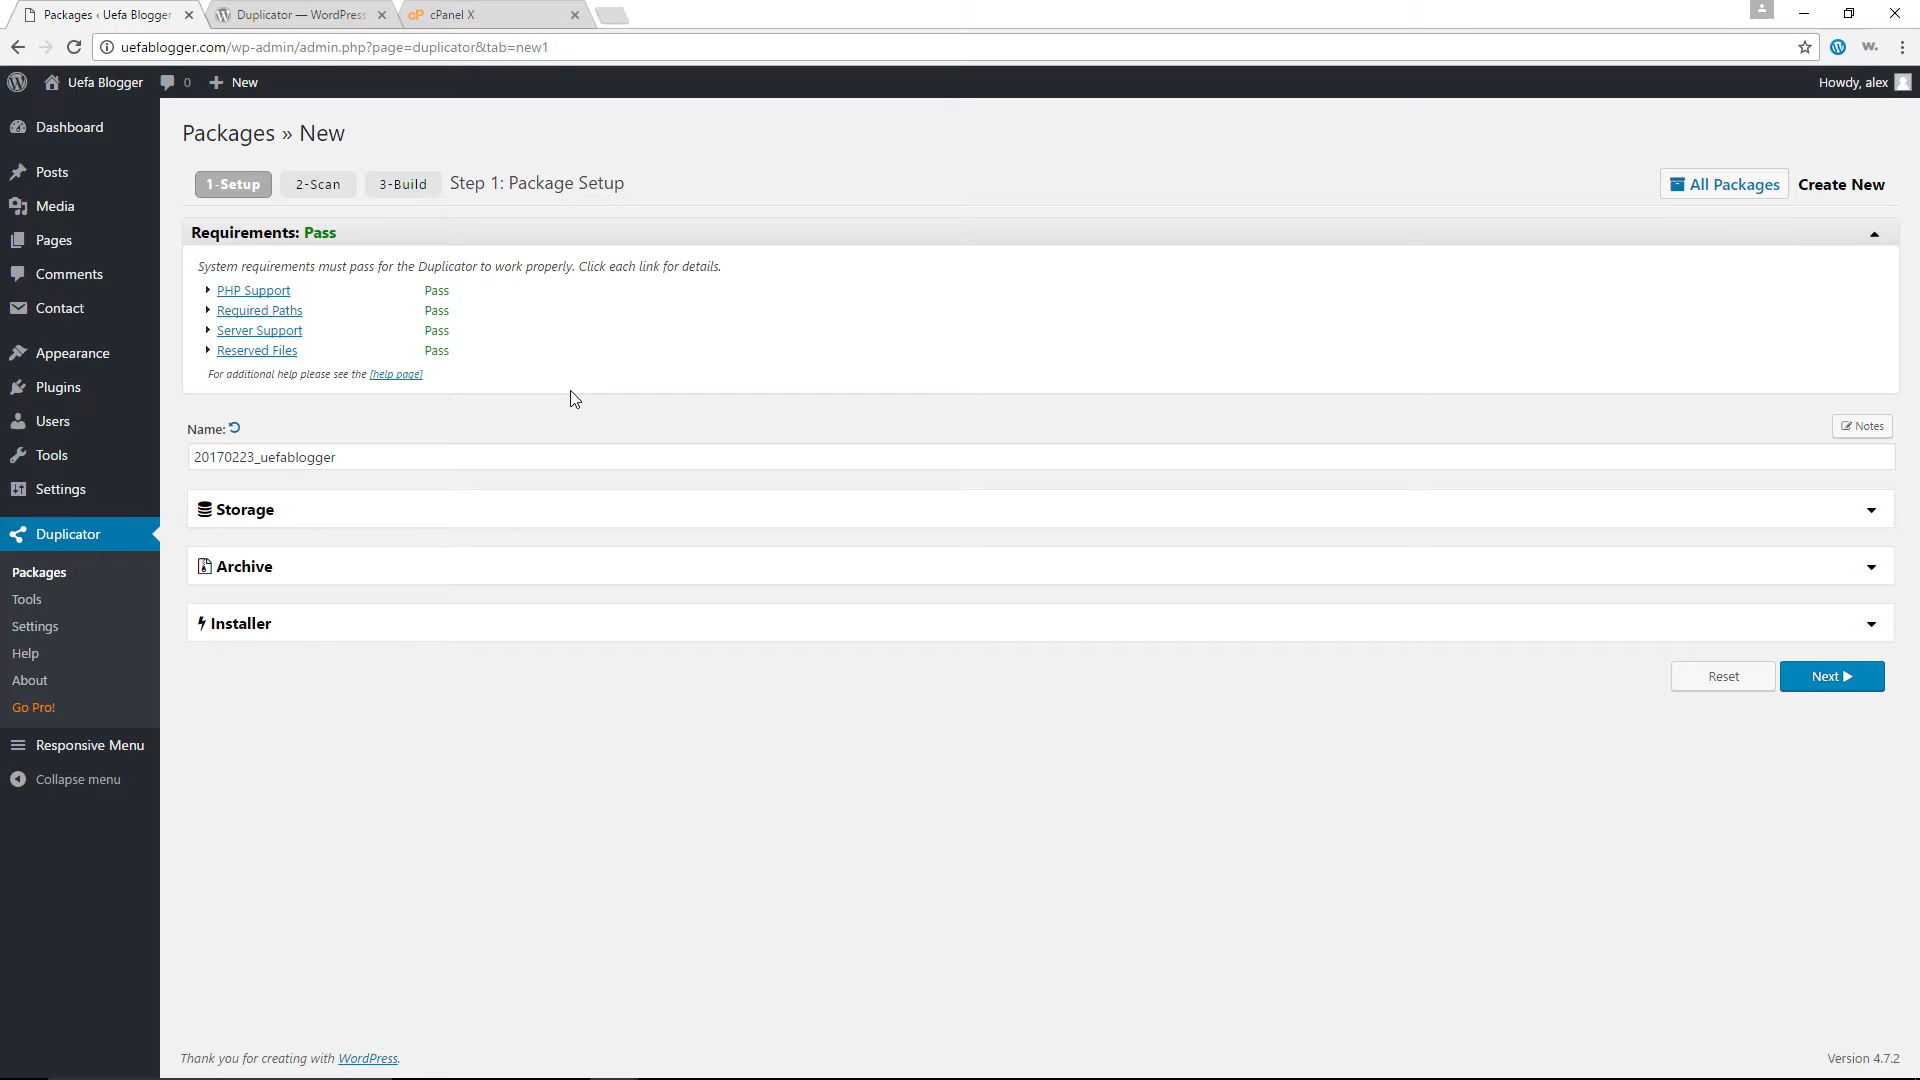 Packages ‹ Uefa Blogger
Duplicator — WordPress
cP cPanel X
uefablogger.com/wp-admin/admin.php?page=duplicator&tab=new1
w.
Uefa Blogger
0
New
Howdy, alex
Dashboard
Posts
Media
Pages
Comments
Contact
Appearance
Plugins
Users
Tools
Settings
Duplicator
Packages
Tools
Settings
Help
About
Go Pro!
Responsive Menu
Collapse menu
Packages » New
1-Setup
2-Scan
3-Build
Step 1: Package Setup
All Packages
Create New
Requirements: Pass
System requirements must pass for the Duplicator to work properly. Click each link for details.
PHP Support Pass
Required Paths Pass
Server Support Pass
Reserved Files Pass
For additional help please see the [help page]
Name:
Notes
20170223_uefablogger
Storage
Archive
Installer
Reset
Next
Thank you for creating with WordPress.
Version 4.7.2